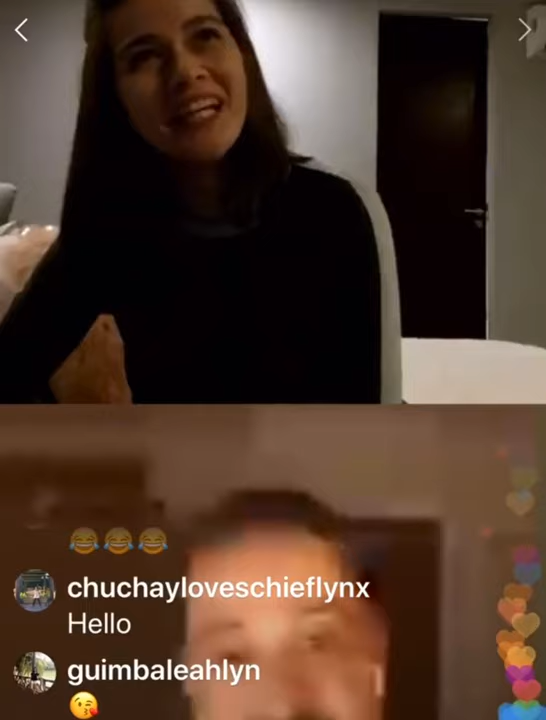 😂😂😂
chuchayloveschieflynx
Hello
guimbaleahlyn
😘